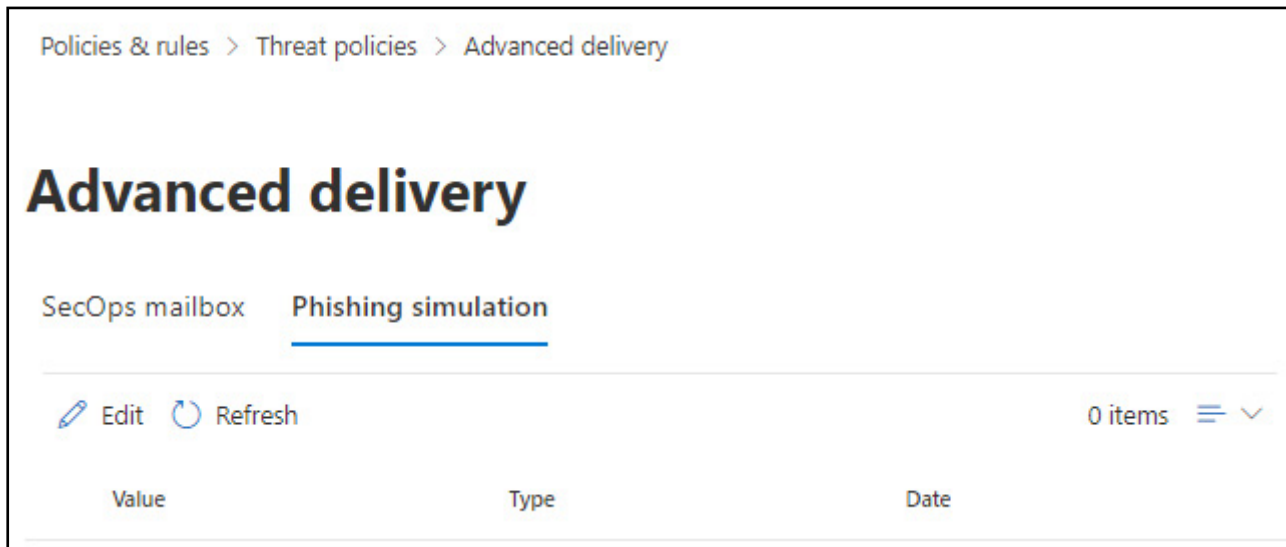 Policies & rules > Threat policies > Advanced delivery
Advanced delivery
SecOps mailbox Phishing simulation
Edit Refresh 0 items
Value Type Date